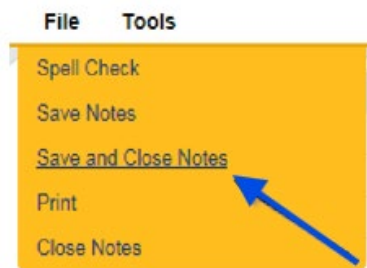 File Tools
Spell Check
Save Notes
Save and Close Notes
Print
Close Notes